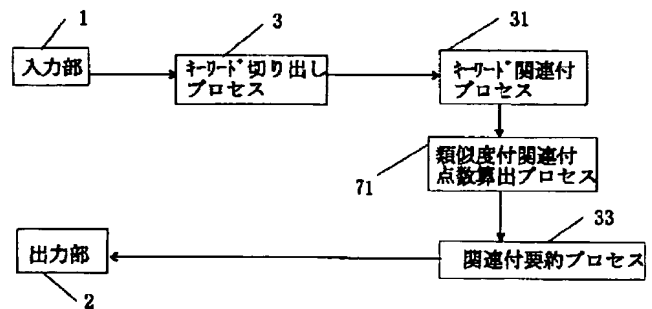 1
3
31
入力部
ｷｰﾜｰﾄﾞ切り出し
プロセス
ｷｰﾜｰﾄﾞ関連付
プロセス
類似度付関連付
点数算出プロセス
71
33
出力部
関連付要約プロセス
2